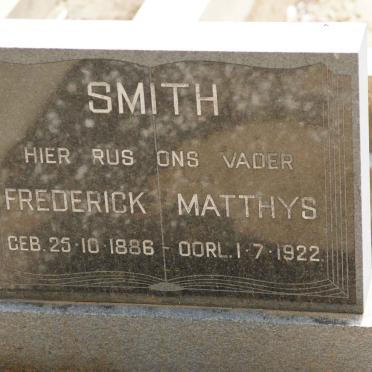 SMITH
HIER RUS ONS VADER
FREDERICK MATTHYS
GEB. 25·10·1886 - OORL. 1·7·1922.